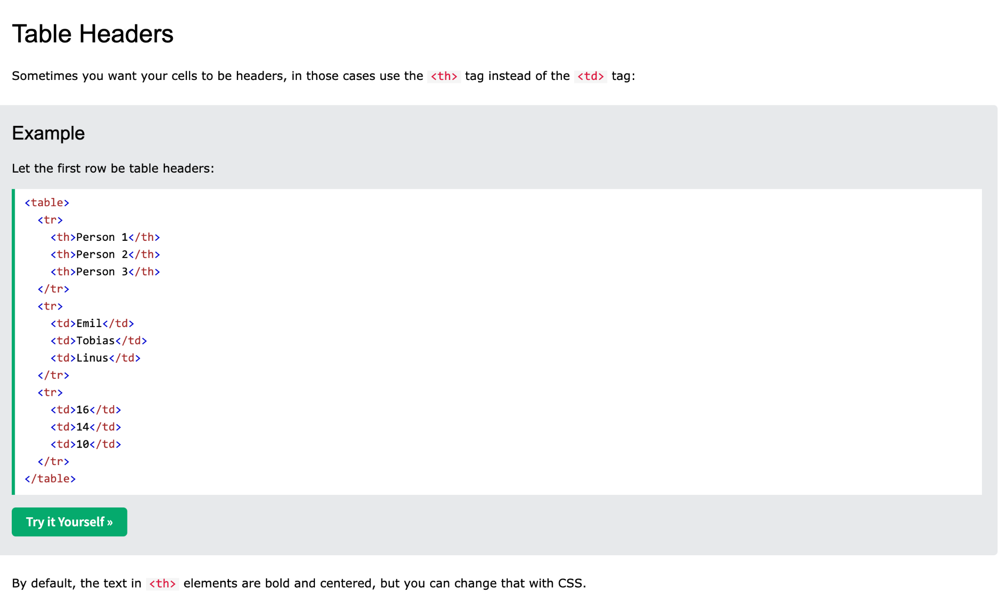 Table Headers
Sometimes you want your cells to be headers, in those cases use the <th> tag instead of the <td> tag:
Example
Let the first row be table headers:
<table>
  <tr>
    <th>Person 1</th>
    <th>Person 2</th>
    <th>Person 3</th>
  </tr>
  <tr>
    <td>Emil</td>
    <td>Tobias</td>
    <td>Linus</td>
  </tr>
  <tr>
    <td>16</td>
    <td>14</td>
    <td>10</td>
  </tr>
</table>
Try it Yourself »
By default, the text in <th> elements are bold and centered, but you can change that with CSS.